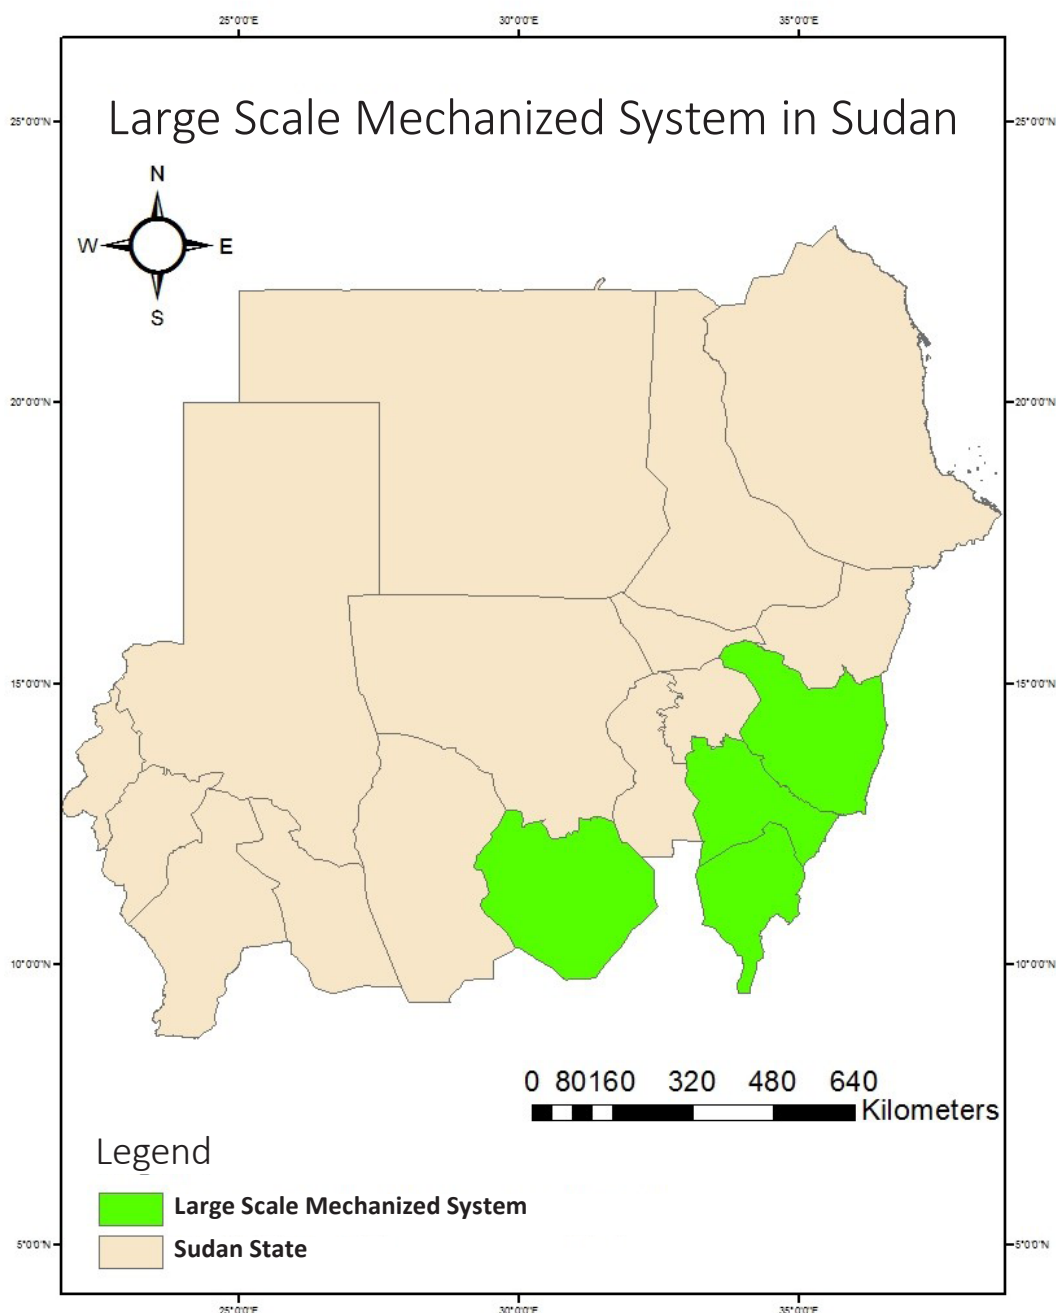 25°0'0"E 30°0'0"E 35°0'0"E
Large Scale Mechanized System in Sudan
25°0'0"N 25°0'0"N
N
W E
S
20°0'0"N 20°0'0"N
15°0'0"N 15°0'0"N
10°0'0"N 10°0'0"N
0 80 160 320 480 640
Kilometers
Legend
Large Scale Mechanized System
Sudan State
5°0'0"N 5°0'0"N
25°0'0"E 30°0'0"E 35°0'0"E